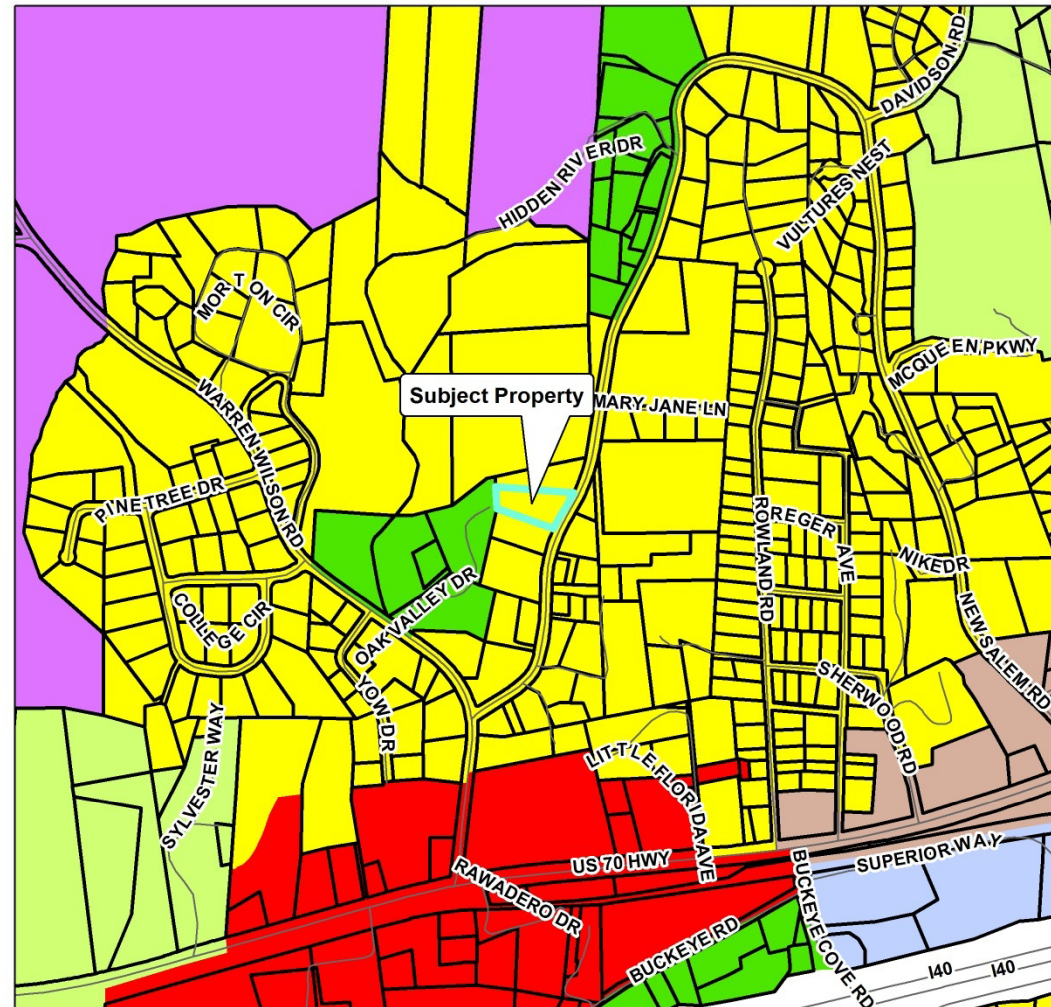 DAVIDSON RD
HIDDEN RIVER DR
VULTURES NEST
MORTON CIR
MCQUEEN PKWY
Subject Property
MARY JANE LN
WARREN WILSON RD
PINE TREE DR
ROWLAND RD
REGER AVE
NIKE DR
COLLEGE CIR
OAK VALLEY DR
YOW DR
NEW SALEM RD
SHERWOOD RD
SYLVESTER WAY
LITTLE FLORIDA AVE
US 70 HWY
SUPERIOR WAY
RAWADERO DR
BUCKEYE RD
BUCKEYE COVE RD
I40
I40